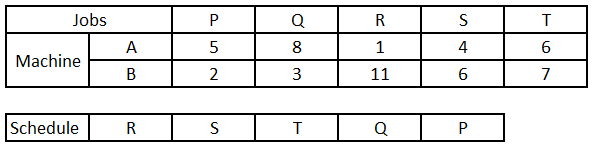 Jobs P Q R S T
Machine A 5 8 1 4 6
B 2 3 11 6 7
Schedule R S T Q P